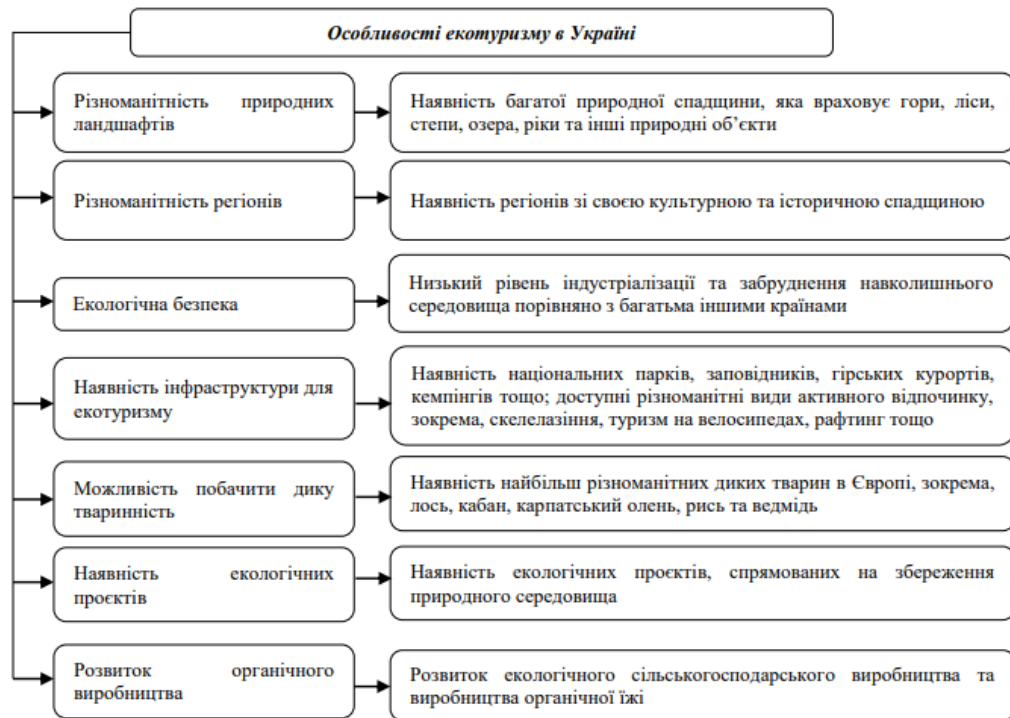 Особливості екотуризму в Україні
Різноманітність природних
ландшафтів
Наявність багатої природної спадщини, яка враховує гори, ліси,
степи, озера, ріки та інші природні об’єкти
Різноманітність регіонів
Наявність регіонів зі своєю культурною та історичною спадщиною
Екологічна безпека
Низький рівень індустріалізації та забруднення навколишнього
середовища порівняно з багатьма іншими країнами
Наявність інфраструктури для
екотуризму
Наявність національних парків, заповідників, гірських курортів,
кемпінгів тощо; доступні різноманітні види активного відпочинку,
зокрема, скелелазіння, туризм на велосипедах, рафтинг тощо
Можливість побачити дику
тваринність
Наявність найбільш різноманітних диких тварин в Європі, зокрема,
лось, кабан, карпатський олень, рись та ведмідь
Наявність екологічних
проєктів
Наявність екологічних проєктів, спрямованих на збереження
природного середовища
Розвиток органічного
виробництва
Розвиток екологічного сільськогосподарського виробництва та
виробництва органічної їжі